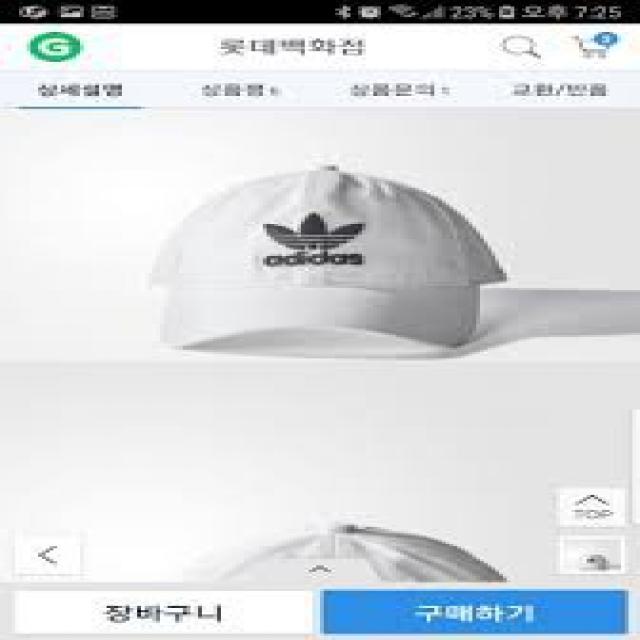 23% 오후 7:25
G 롯데백화점
상세설명 상품평 상품문의 교환/반품
adidas
TOP
장바구니 구매하기